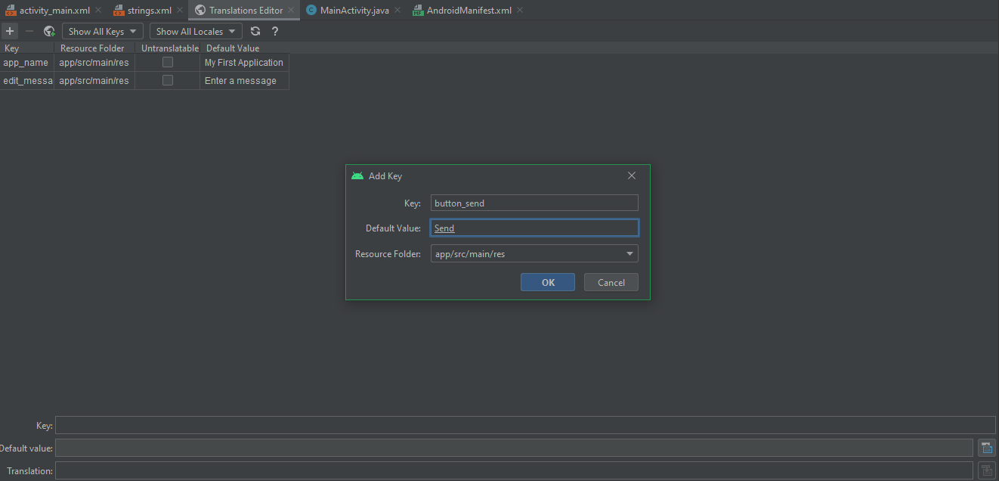 activity_main.xml strings.xml Translations Editor MainActivity.java AndroidManifest.xml
Show All Keys Show All Locales ?
Key Resource Folder Untranslatable Default Value
app_name app/src/main/res My First Application
edit_messa app/src/main/res Enter a message
Add Key
Key: button_send
Default Value: Send
Resource Folder: app/src/main/res
OK Cancel
Key:
Default value:
Translation: